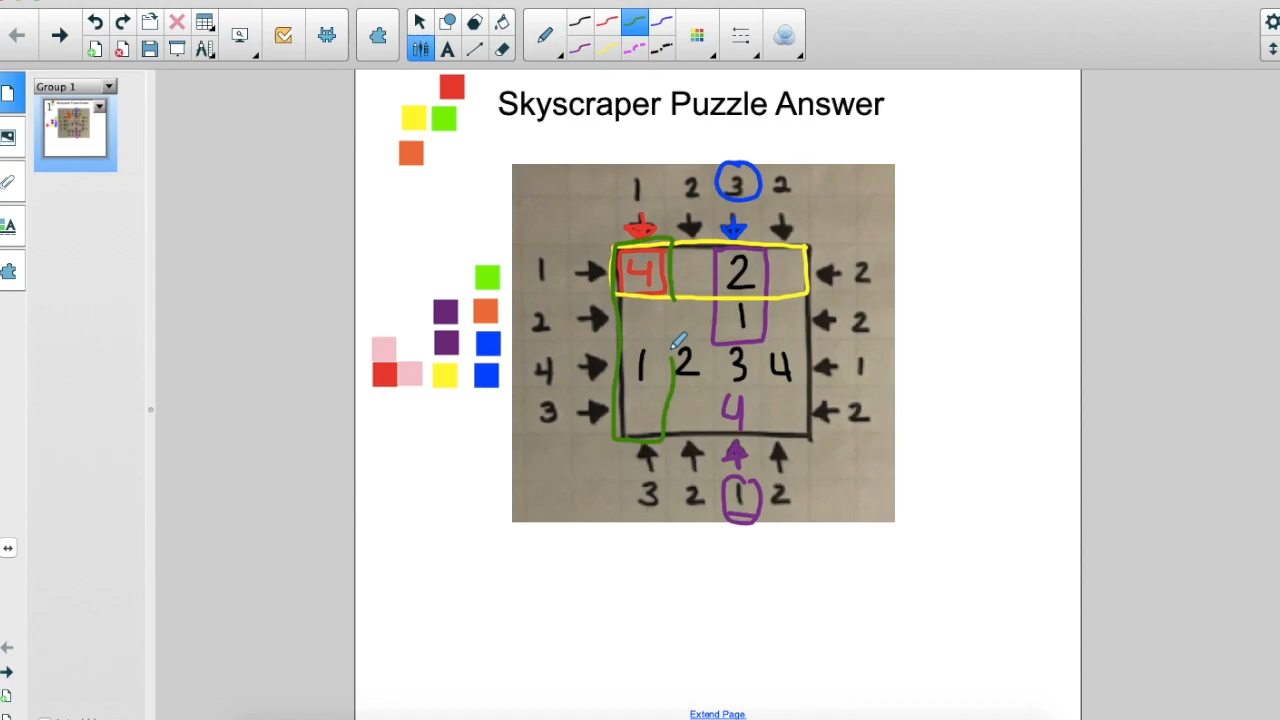 Group 1
1
Skyscraper Puzzle Answer
1 2 3 2
1 4 2 2
2 1 2
4 1 2 3 4 1
3 4 2
3 2 1 2
Extend Page